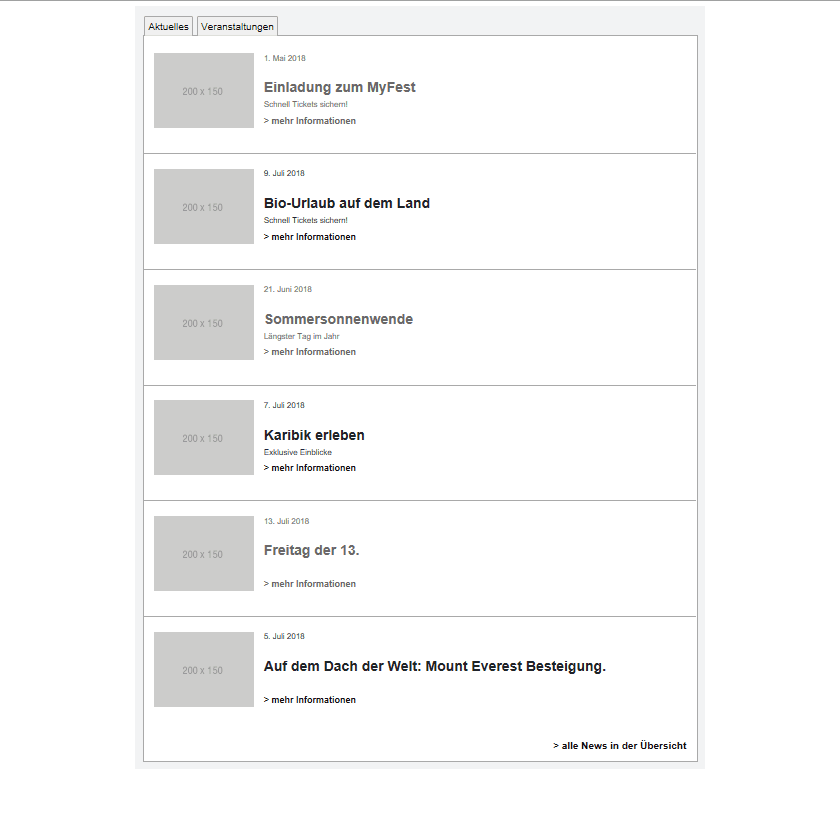 Aktuelles
Veranstaltungen
200 x 150
1. Mai 2018
Einladung zum MyFest
Schnell Tickets sichern!
> mehr Informationen
200 x 150
9. Juli 2018
Bio-Urlaub auf dem Land
Schnell Tickets sichern!
> mehr Informationen
200 x 150
21. Juni 2018
Sommersonnenwende
Längster Tag im Jahr
> mehr Informationen
200 x 150
7. Juli 2018
Karibik erleben
Exklusive Einblicke
> mehr Informationen
200 x 150
13. Juli 2018
Freitag der 13.
> mehr Informationen
200 x 150
5. Juli 2018
Auf dem Dach der Welt: Mount Everest Besteigung.
> mehr Informationen
> alle News in der Übersicht